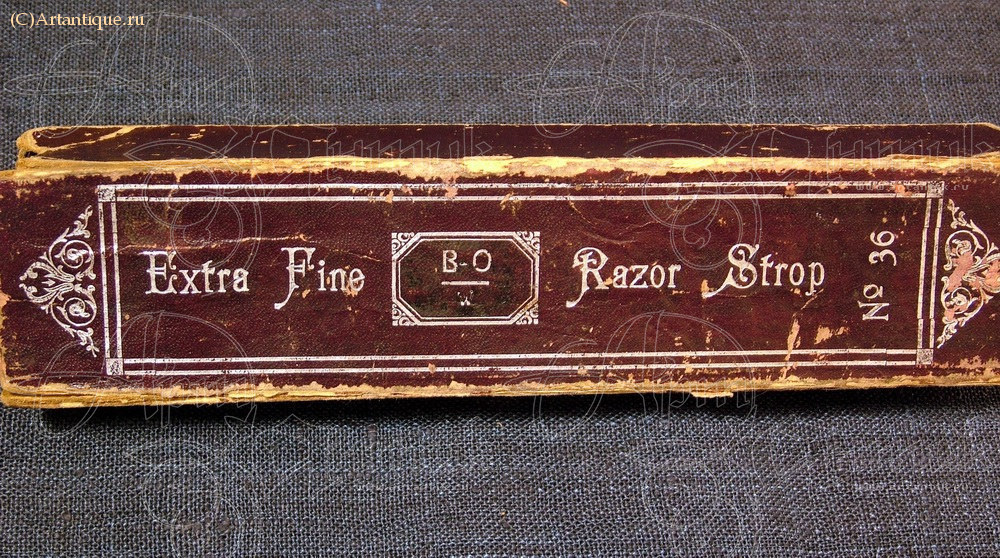 (C)Artantique.ru
Extra Fine
B-O
W
Razor Strop
No 36